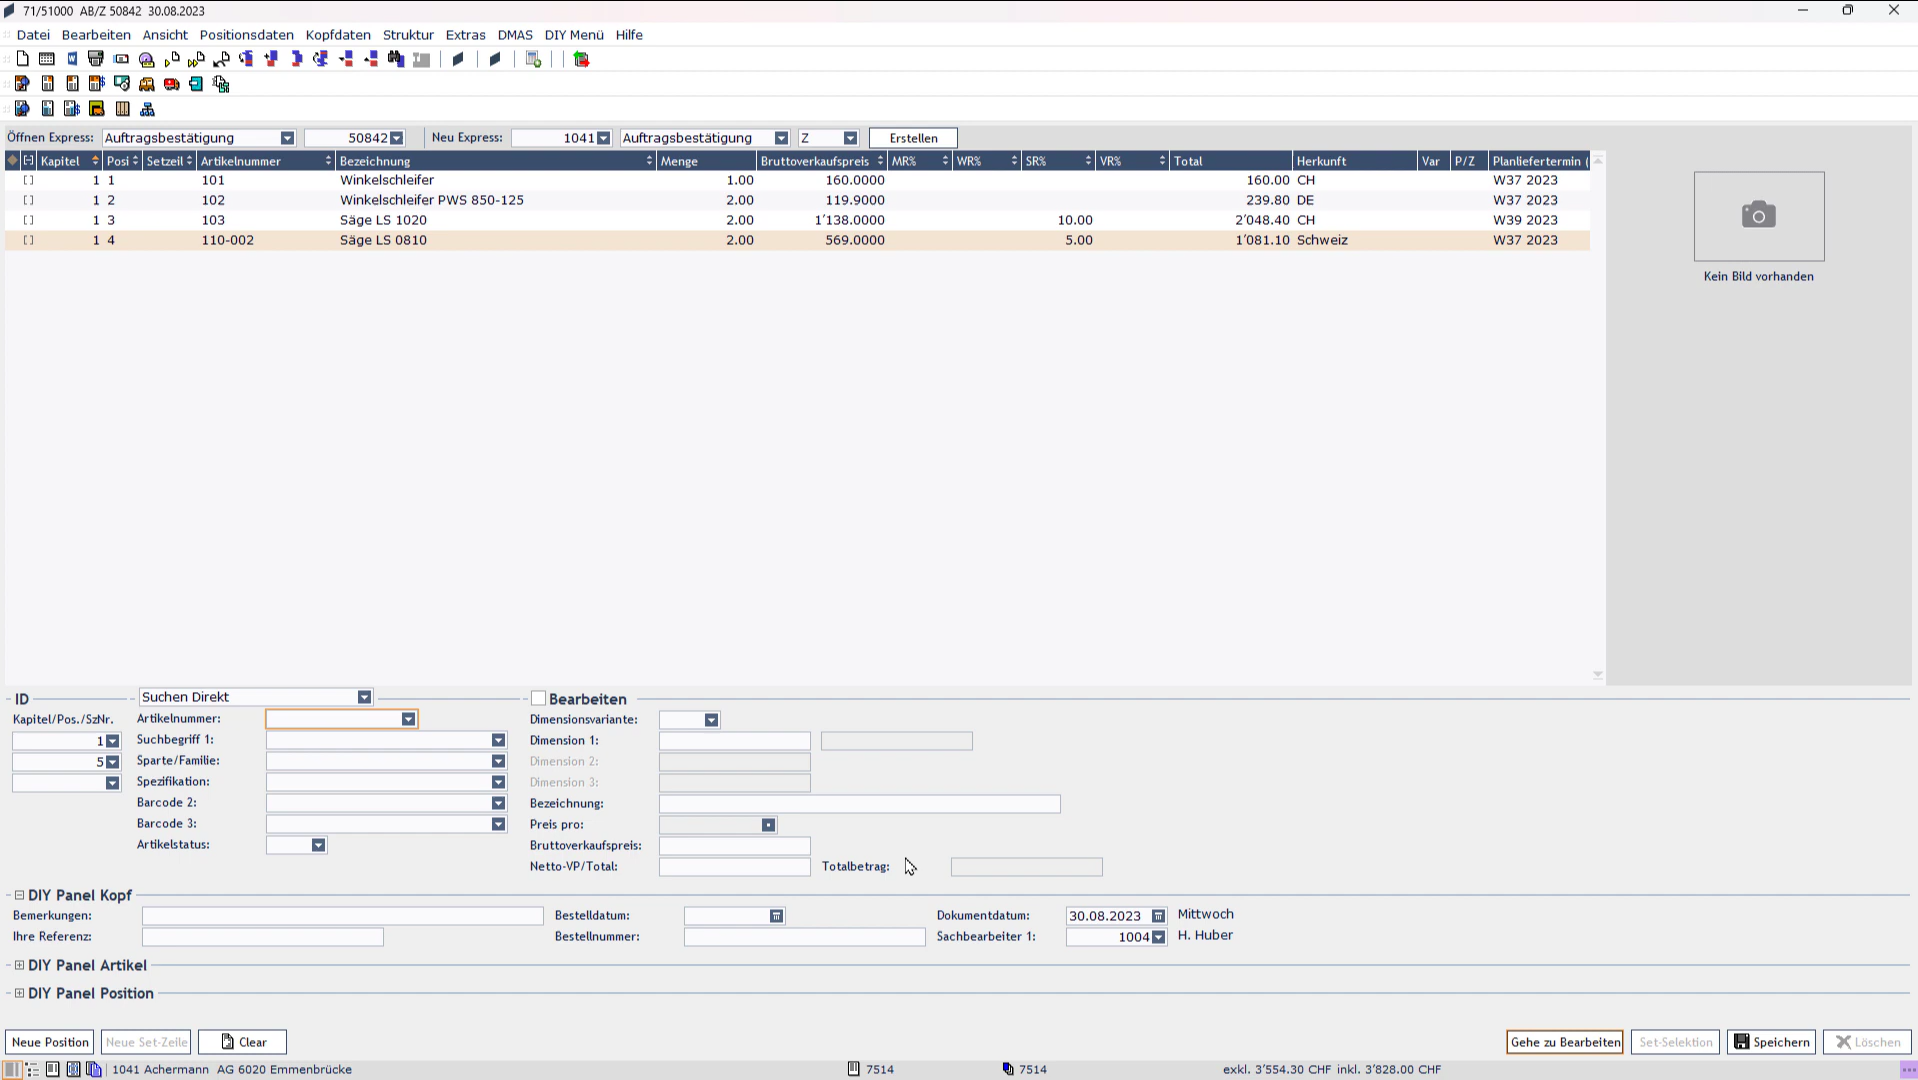 71/51000 AB/Z 50842 30.08.2023
Datei Bearbeiten Ansicht Positionsdaten Kopfdaten Struktur Extras DMAS DIY Menü Hilfe
Öffnen Express: Auftragsbestätigung 50842 Neu Express: 1041 Auftragsbestätigung Z Erstellen
Kapitel Posi Setzeil Artikelnummer Bezeichnung Menge Bruttoverkaufspreis MR% WR% SR% VR% Total Herkunft Var P/Z Planliefertermin (
1 1 101 Winkelschleifer 1.00 160.0000 160.00 CH W37 2023
1 2 102 Winkelschleifer PWS 850-125 2.00 119.9000 239.80 DE W37 2023
1 3 103 Säge LS 1020 2.00 1'138.0000 10.00 2'048.40 CH W39 2023
1 4 110-002 Säge LS 0810 2.00 569.0000 5.00 1'081.10 Schweiz W37 2023
Kein Bild vorhanden
ID Suchen Direkt Bearbeiten
Kapitel/Pos./SzNr. Artikelnummer: Dimensionsvariante:
1 Suchbegriff 1: Dimension 1:
5 Sparte/Familie: Dimension 2:
Spezifikation: Dimension 3:
Barcode 2: Bezeichnung:
Barcode 3: Preis pro:
Artikelstatus: Bruttoverkaufspreis:
Netto-VP/Total: Totalbetrag:
DIY Panel Kopf
Bemerkungen: Bestelldatum: Dokumentdatum: 30.08.2023 Mittwoch
Ihre Referenz: Bestellnummer: Sachbearbeiter 1: 1004 H. Huber
DIY Panel Artikel
DIY Panel Position
Neue Position Neue Set-Zeile Clear Gehe zu Bearbeiten Set-Selektion Speichern Löschen
1041 Achermann AG 6020 Emmenbrücke 7514 7514 exkl. 3'554.30 CHF inkl. 3'828.00 CHF